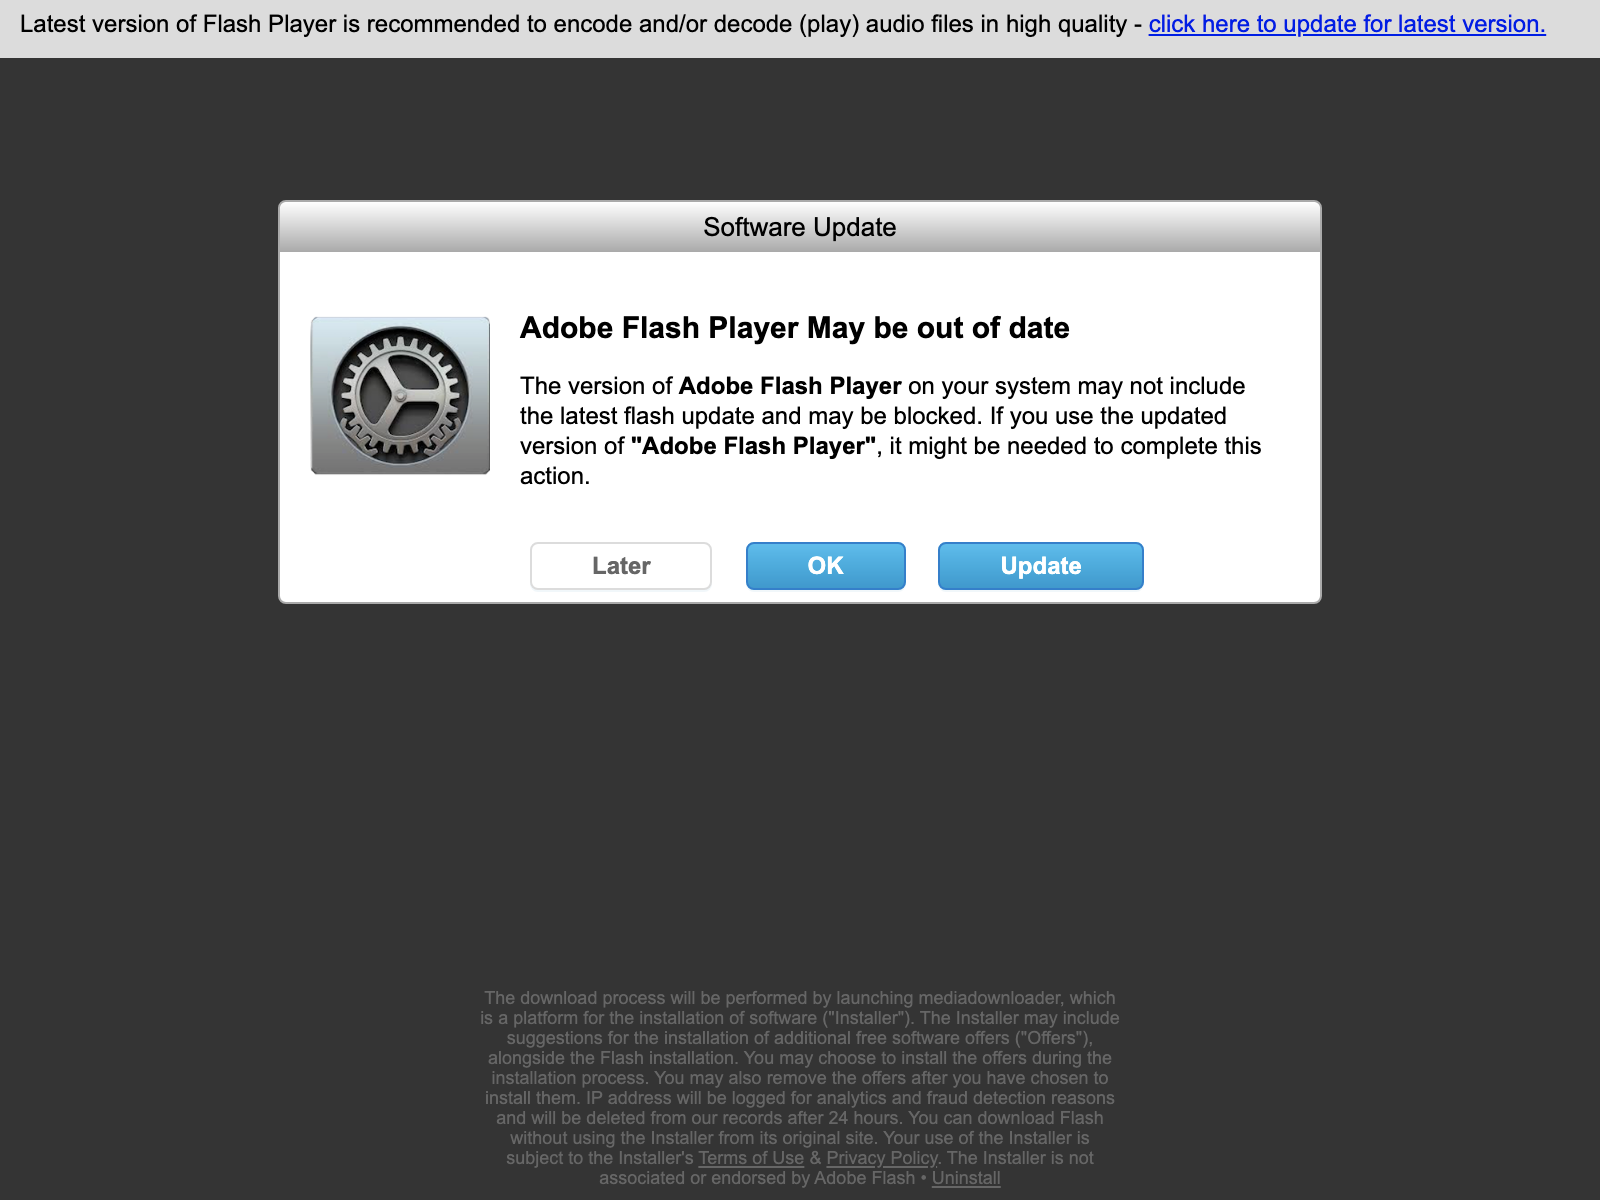 Latest version of Flash Player is recommended to encode and/or decode (play) audio files in high quality - click here to update for latest version.
Software Update
Adobe Flash Player May be out of date
The version of Adobe Flash Player on your system may not include
the latest flash update and may be blocked. If you use the updated
version of "Adobe Flash Player", it might be needed to complete this
action.
Later OK Update
The download process will be performed by launching mediadownloader, which
is a platform for the installation of software ("Installer"). The Installer may include
suggestions for the installation of additional free software offers ("Offers"),
alongside the Flash installation. You may choose to install the offers during the
installation process. You may also remove the offers after you have chosen to
install them. IP address will be logged for analytics and fraud detection reasons
and will be deleted from our records after 24 hours. You can download Flash
without using the Installer from its original site. Your use of the Installer is
subject to the Installer's Terms of Use & Privacy Policy. The Installer is not
associated or endorsed by Adobe Flash • Uninstall